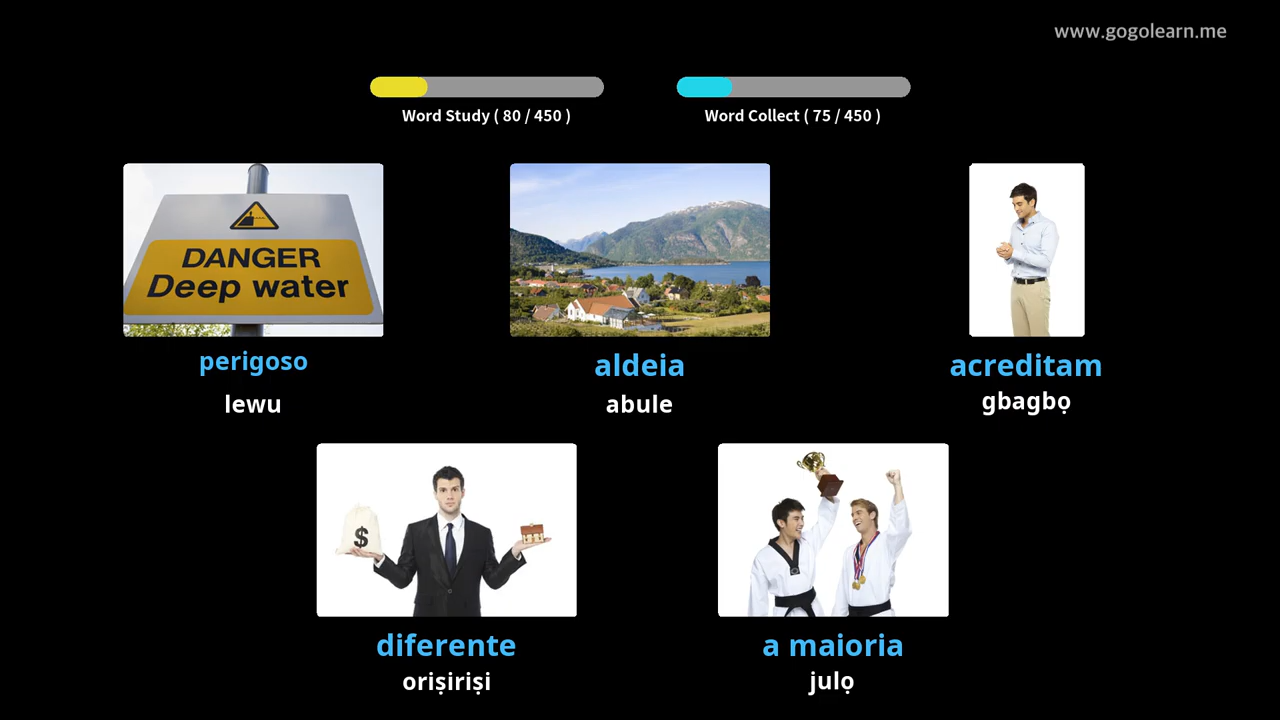 www.gogolearn.me
Word Study ( 80 / 450 )
Word Collect ( 75 / 450 )
DANGER
Deep water
perigoso
lewu
aldeia
abule
acreditam
gbagbọ
$
diferente
oriṣiriṣi
a maioria
julọ